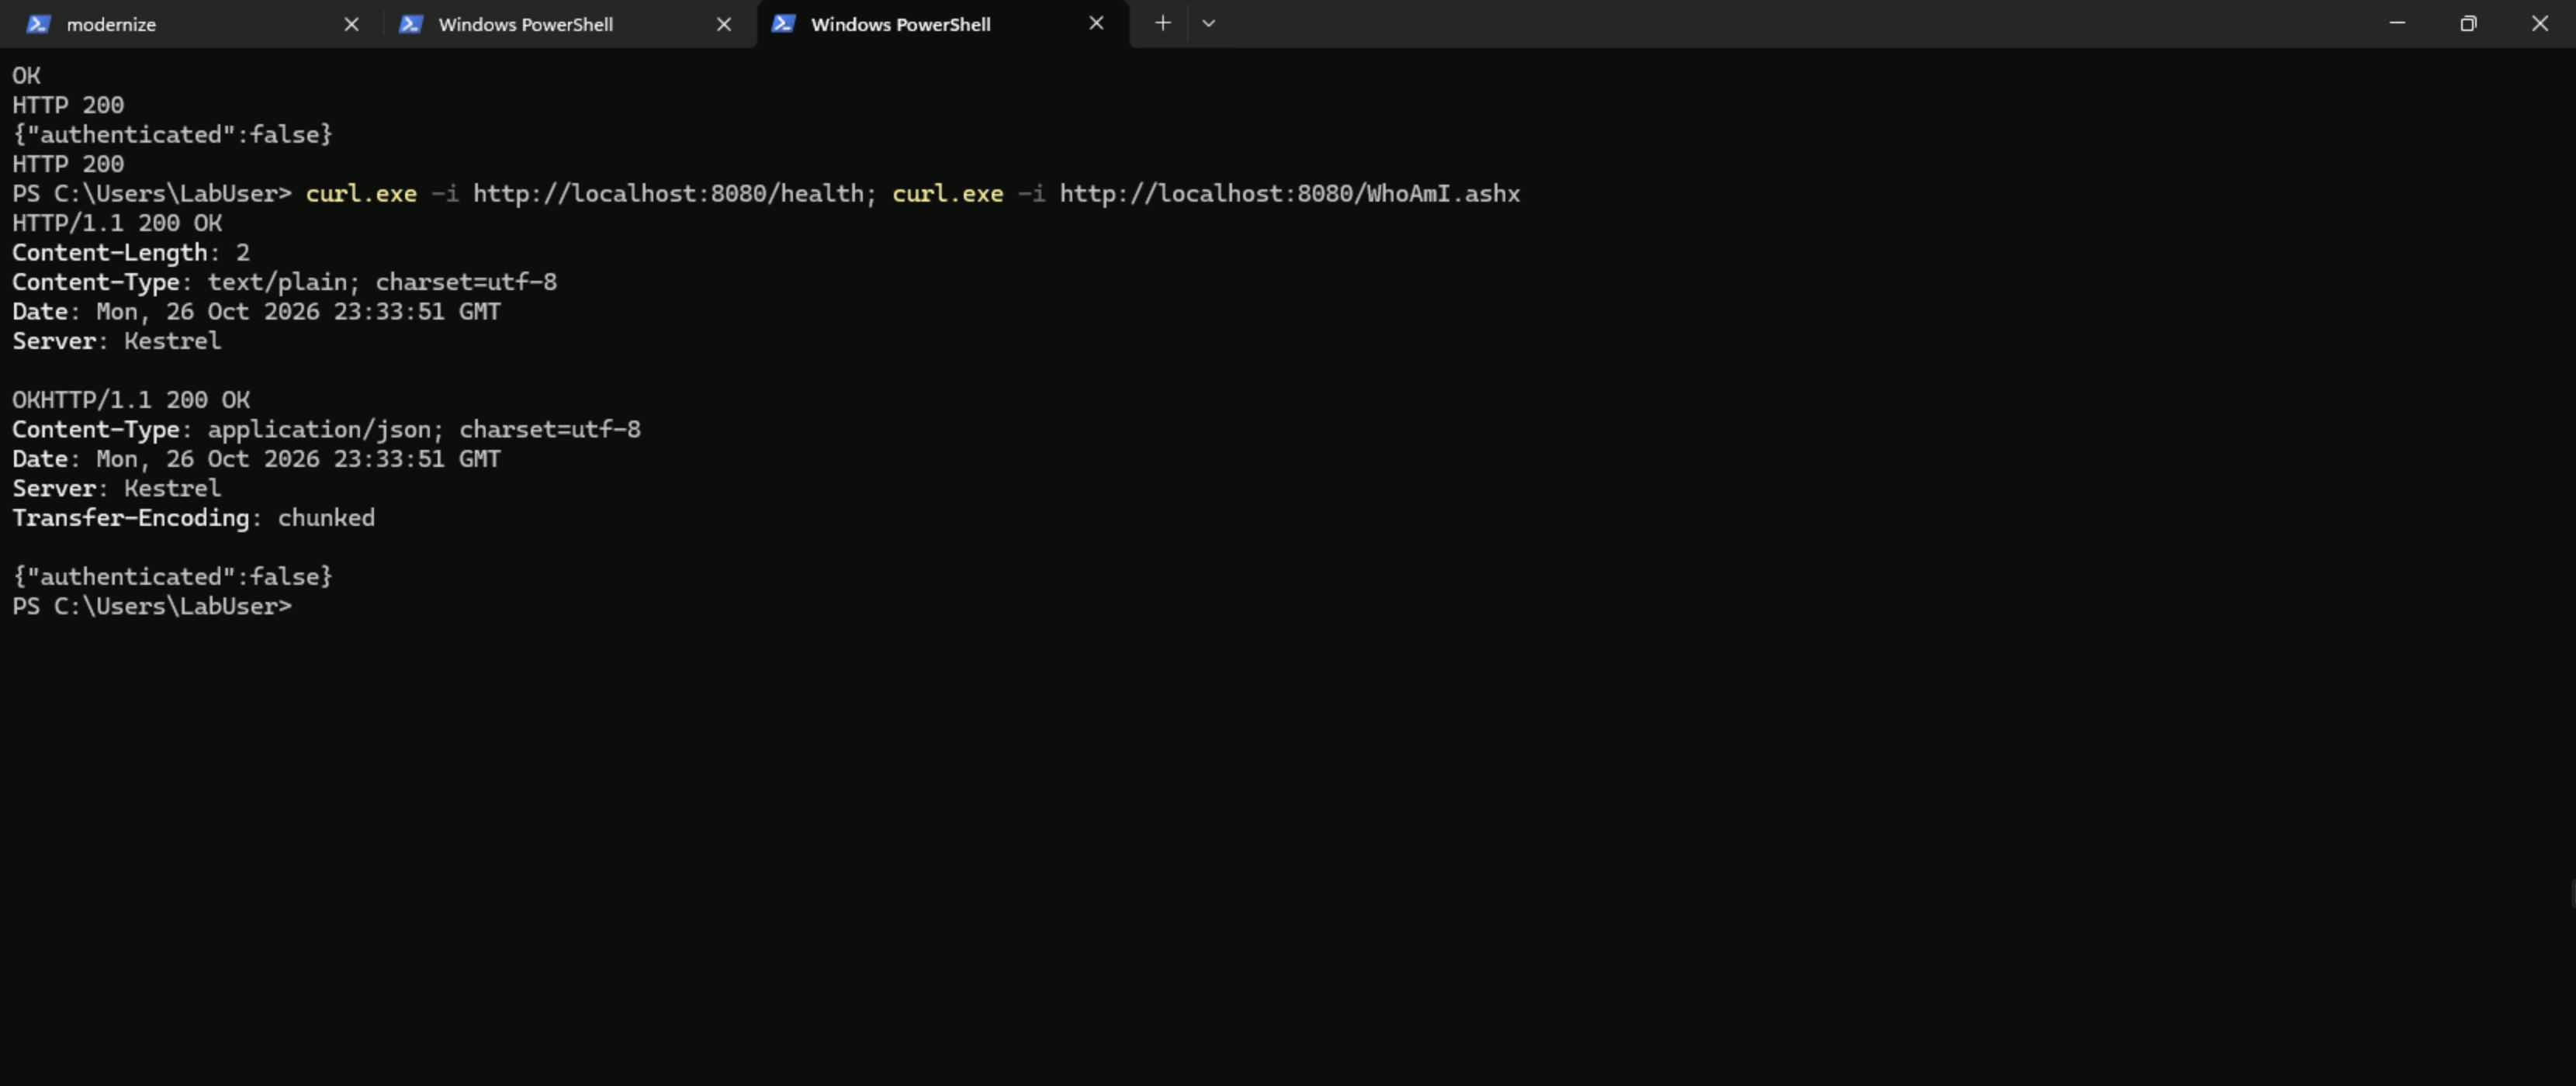 modernize
Windows PowerShell
Windows PowerShell
OK
HTTP 200
{"authenticated":false}
HTTP 200
PS C:\Users\LabUser> curl.exe -i http://localhost:8080/health; curl.exe -i http://localhost:8080/WhoAmI.ashx
HTTP/1.1 200 OK
Content-Length: 2
Content-Type: text/plain; charset=utf-8
Date: Mon, 26 Oct 2026 23:33:51 GMT
Server: Kestrel
OKHTTP/1.1 200 OK
Content-Type: application/json; charset=utf-8
Date: Mon, 26 Oct 2026 23:33:51 GMT
Server: Kestrel
Transfer-Encoding: chunked
{"authenticated":false}
PS C:\Users\LabUser>